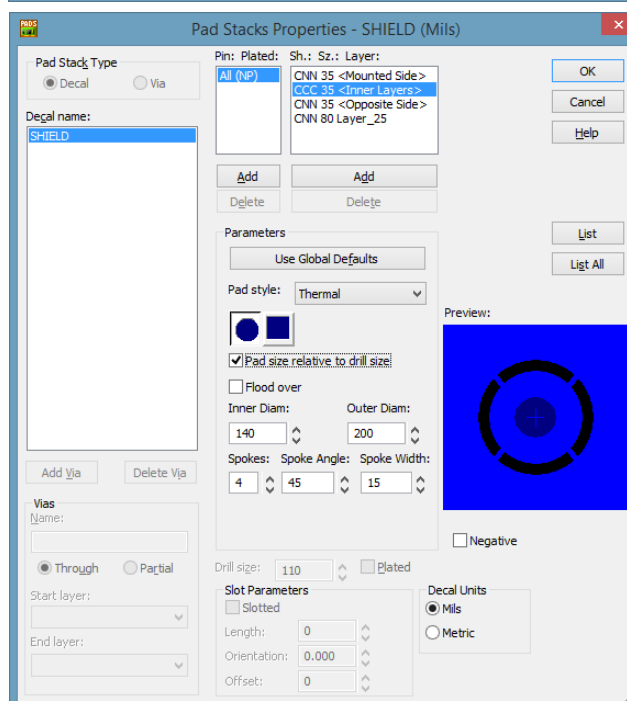 PADS
Pad Stacks Properties - SHIELD (Mils)
Pad Stack Type
Decal
Via
Decal name:
SHIELD
Add Via
Delete Via
Vias
Name:
Through
Partial
Start layer:
End layer:
Pin: Plated:
All (NP)
Sh.: Sz.: Layer:
CNN 35 <Mounted Side>
CCC 35 <Inner Layers>
CNN 35 <Opposite Side>
CNN 80 Layer_25
Add
Add
Delete
Delete
Parameters
Use Global Defaults
Pad style:
Thermal
Pad size relative to drill size
Flood over
Inner Diam:
Outer Diam:
140
200
Spokes:
Spoke Angle:
Spoke Width:
4
45
15
Drill size:
110
Plated
Slot Parameters
Slotted
Length:
0
Orientation:
0.000
Offset:
0
OK
Cancel
Help
List
List All
Preview:
Negative
Decal Units
Mils
Metric